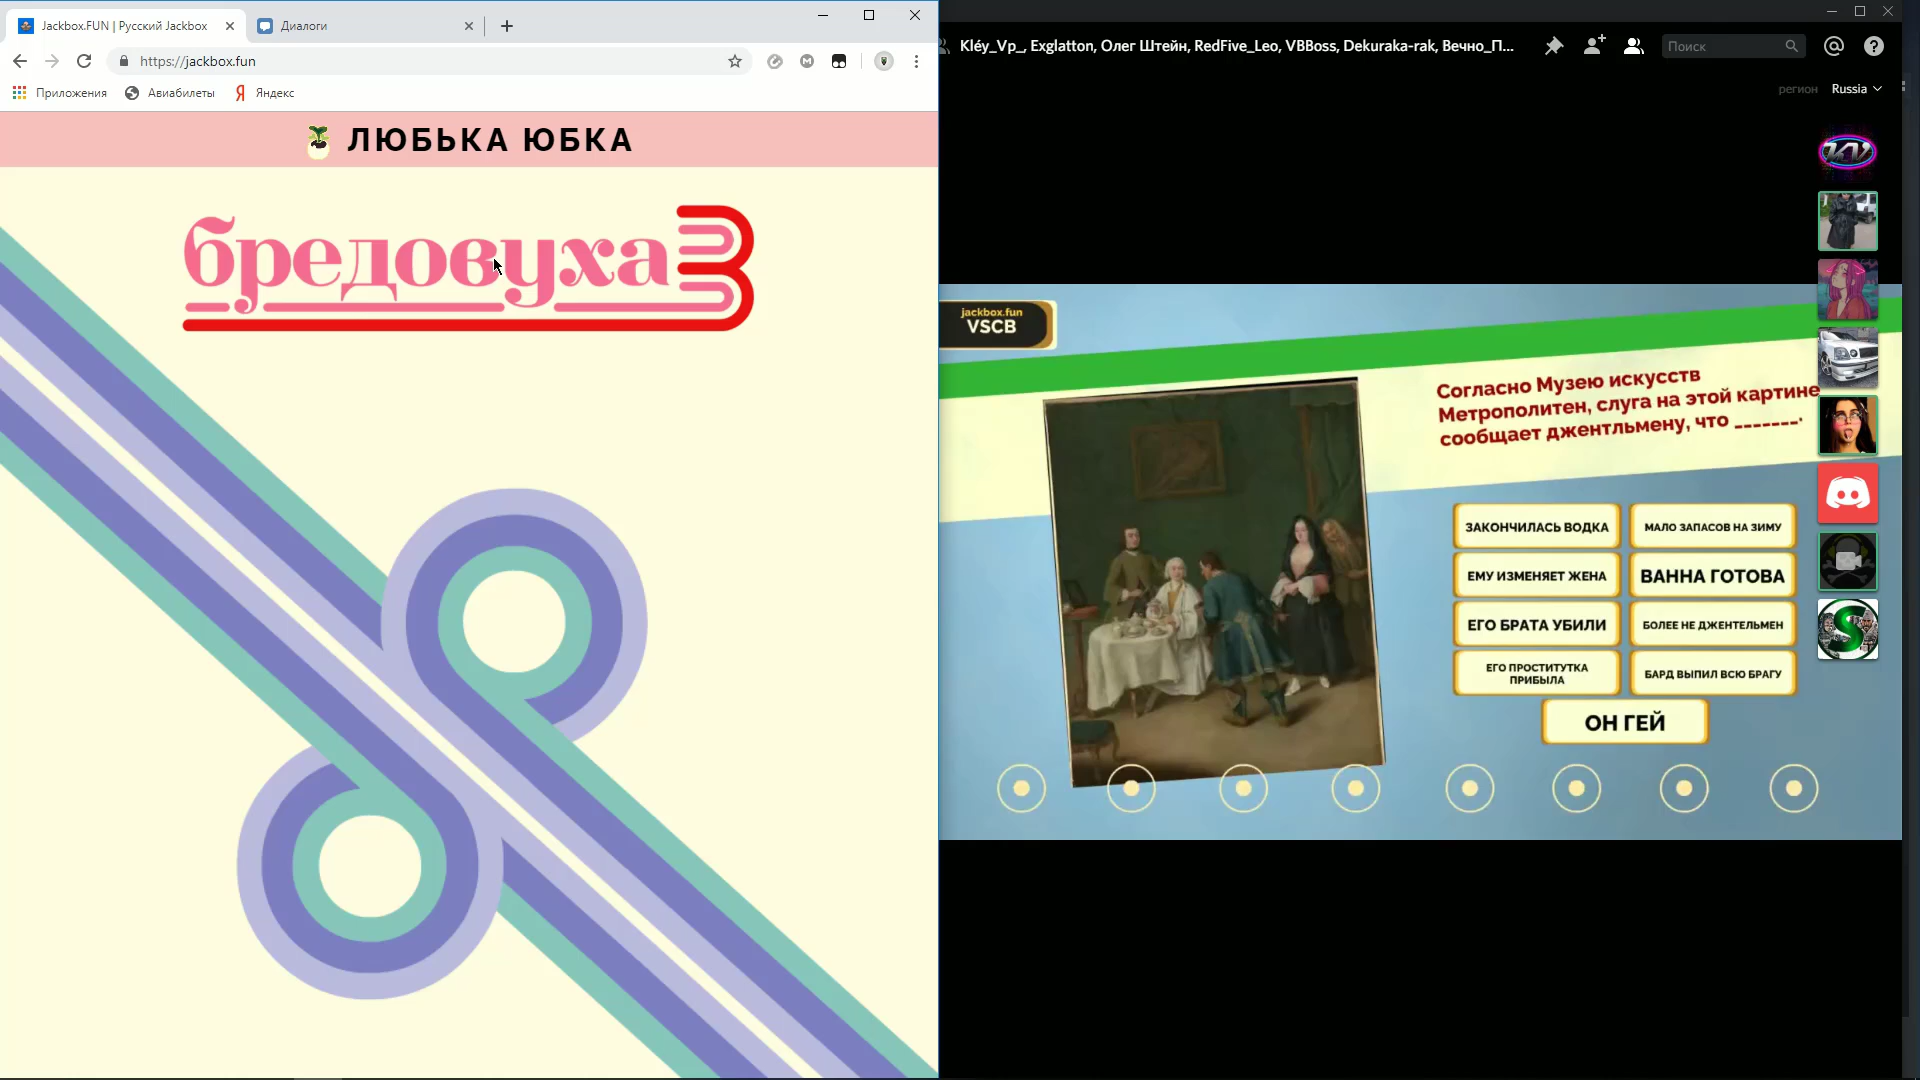 Jackbox.FUN | Русский Jackbox
Диалоги
https://jackbox.fun
Приложения
Авиабилеты
Яндекс
ЛЮБЬКА ЮБКА
бредовуха 3
Kléy_Vp_, Exglatton, Олег Штейн, RedFive_Leo, VBBoss, Dekuraka-rak, Вечно_П...
Поиск
регион Russia
KV
jackbox.fun
VSCB
Согласно Музею искусств
Метрополитен, слуга на этой картине
сообщает джентльмену, что _______.
ЗАКОНЧИЛАСЬ ВОДКА
МАЛО ЗАПАСОВ НА ЗИМУ
ЕМУ ИЗМЕНЯЕТ ЖЕНА
ВАННА ГОТОВА
ЕГО БРАТА УБИЛИ
БОЛЕЕ НЕ ДЖЕНТЕЛЬМЕН
ЕГО ПРОСТИТУТКА
ПРИБЫЛА
БАРД ВЫПИЛ ВСЮ БРАГУ
ОН ГЕЙ
S